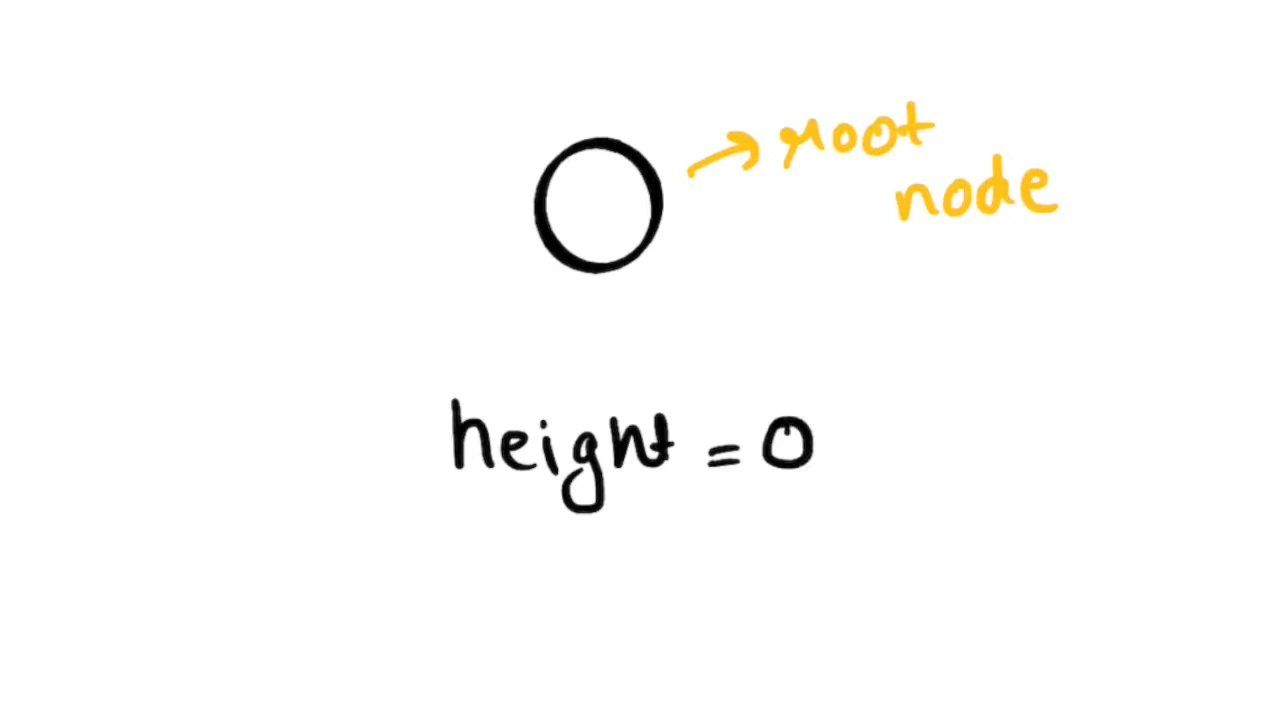 root
node
height = 0